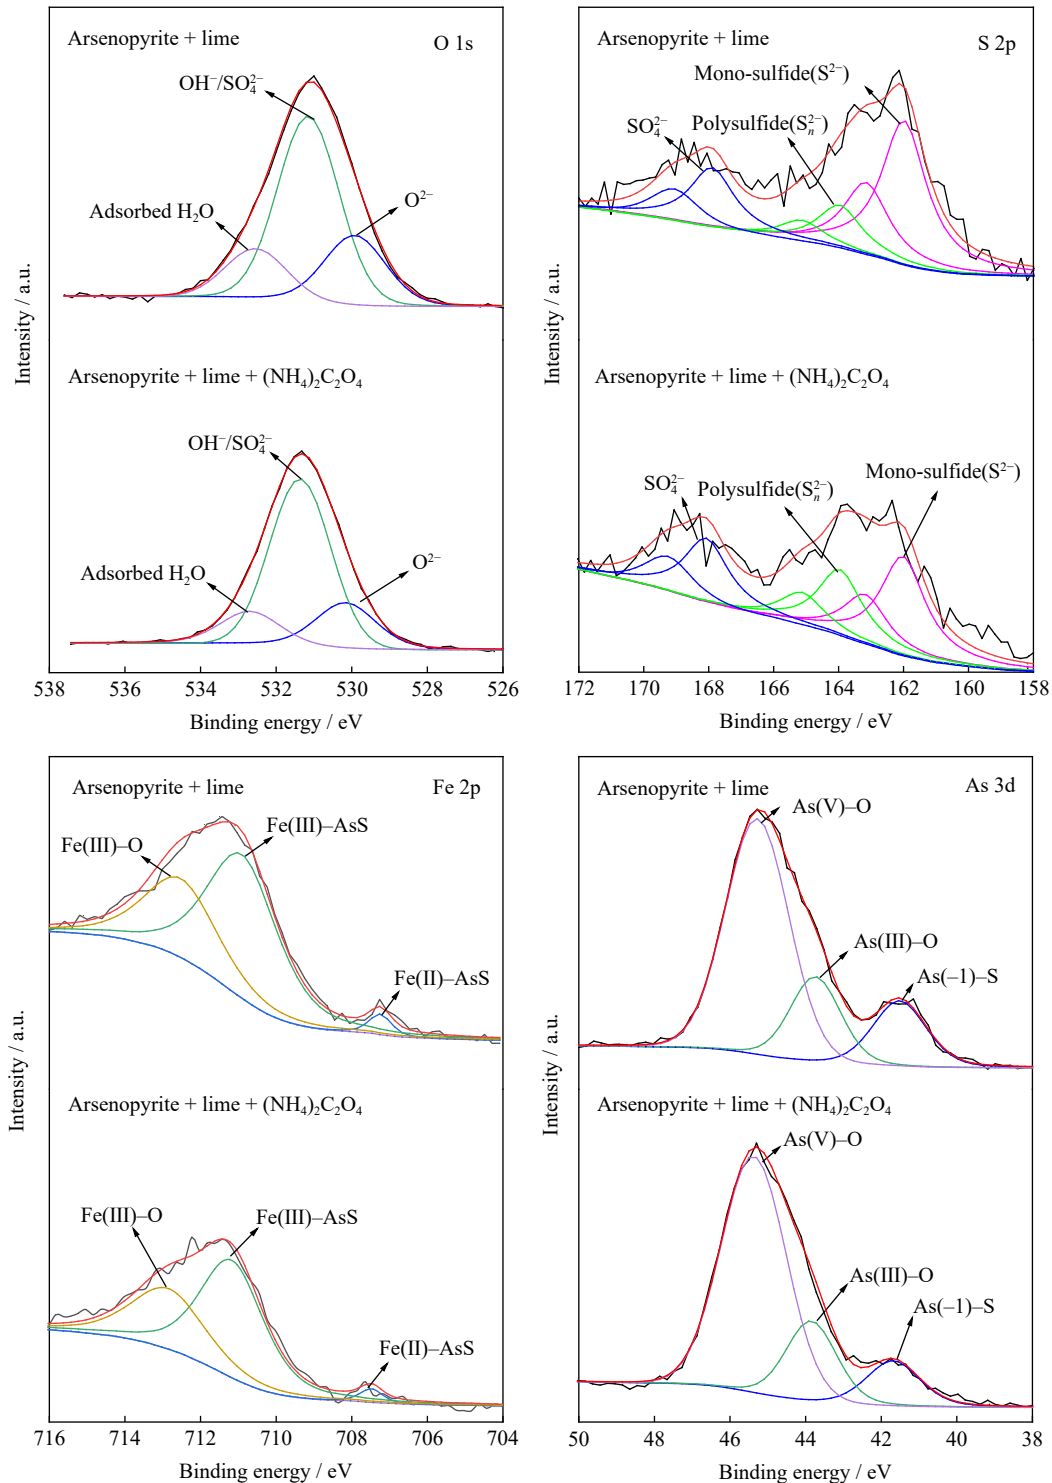 Arsenopyrite + lime
O 1s
OH⁻/SO₄²⁻
Adsorbed H₂O
O²⁻
Arsenopyrite + lime + (NH₄)₂C₂O₄
OH⁻/SO₄²⁻
Adsorbed H₂O
O²⁻
Intensity / a.u.
538 536 534 532 530 528 526
Binding energy / eV
Arsenopyrite + lime
S 2p
Mono-sulfide(S²⁻)
SO₄²⁻
Polysulfide(Sₙ²⁻)
Arsenopyrite + lime + (NH₄)₂C₂O₄
SO₄²⁻
Polysulfide(Sₙ²⁻)
Mono-sulfide(S²⁻)
Intensity / a.u.
172 170 168 166 164 162 160 158
Binding energy / eV
Arsenopyrite + lime
Fe 2p
Fe(III)–O
Fe(III)–AsS
Fe(II)–AsS
Arsenopyrite + lime + (NH₄)₂C₂O₄
Fe(III)–O
Fe(III)–AsS
Fe(II)–AsS
Intensity / a.u.
716 714 712 710 708 706 704
Binding energy / eV
Arsenopyrite + lime
As 3d
As(V)–O
As(III)–O
As(–1)–S
Arsenopyrite + lime + (NH₄)₂C₂O₄
As(V)–O
As(III)–O
As(–1)–S
Intensity / a.u.
50 48 46 44 42 40 38
Binding energy / eV